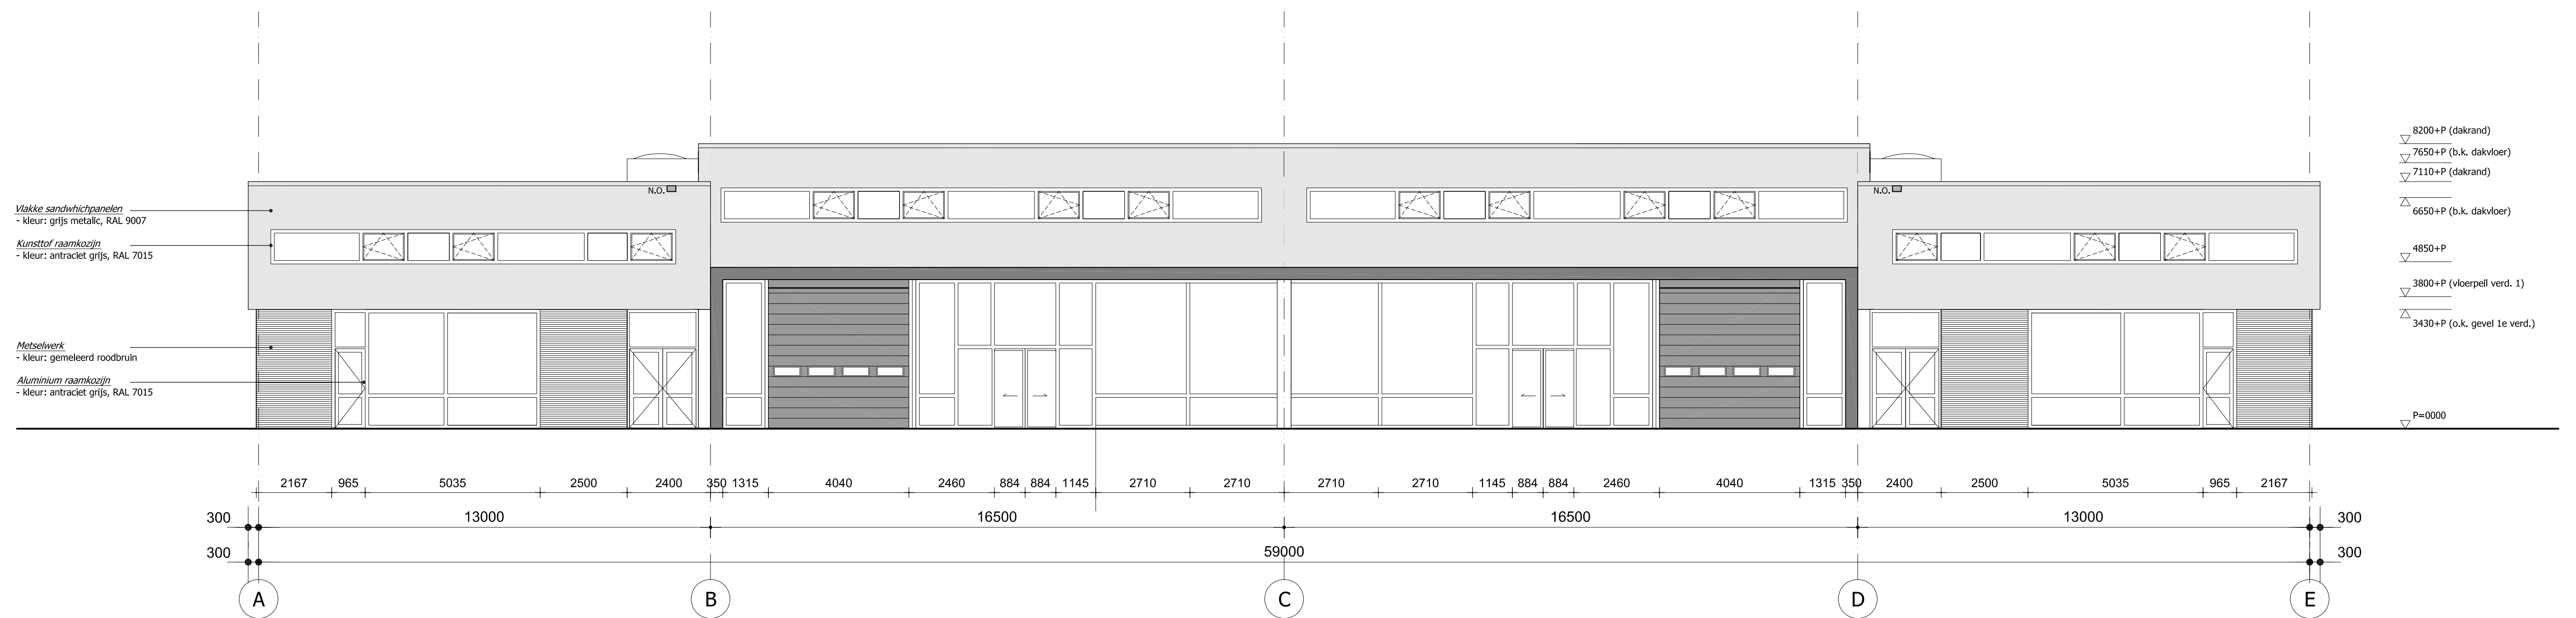 8200+P (dakrand)
7650+P (b.k. dakvloer)
7110+P (dakrand)
6650+P (b.k. dakvloer)
4850+P
3800+P (vloerpeil verd. 1)
3430+P (o.k. gevel 1e verd.)
P=0000
N.O.
N.O.
Vlakke sandwhichpanelen
- kleur: grijs metalic, RAL 9007
Kunsttof raamkozijn
- kleur: antraciet grijs, RAL 7015
Metselwerk
- kleur: gemeleerd roodbruin
Aluminium raamkozijn
- kleur: antraciet grijs, RAL 7015
2167 965 5035 2500 2400 350 1315 4040 2460 884 884 1145 2710 2710 2710 2710 1145 884 884 2460 4040 1315 350 2400 2500 5035 965 2167
300 13000 16500 16500 13000 300
300 59000 300
A B C D E